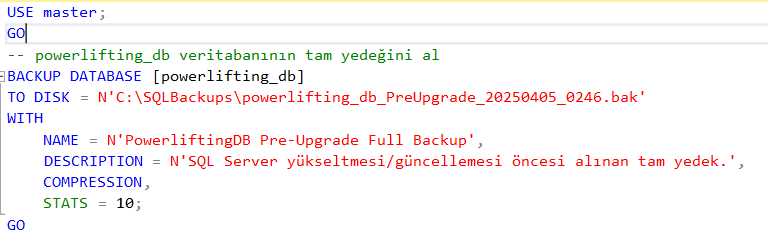 USE master;
GO
-- powerlifting_db veritabanının tam yedeğini al
BACKUP DATABASE [powerlifting_db]
TO DISK = N'C:\SQLBackups\powerlifting_db_PreUpgrade_20250405_0246.bak'
WITH
    NAME = N'PowerliftingDB Pre-Upgrade Full Backup',
    DESCRIPTION = N'SQL Server yükseltmesi/güncellemesi öncesi alınan tam yedek.',
    COMPRESSION,
    STATS = 10;
GO